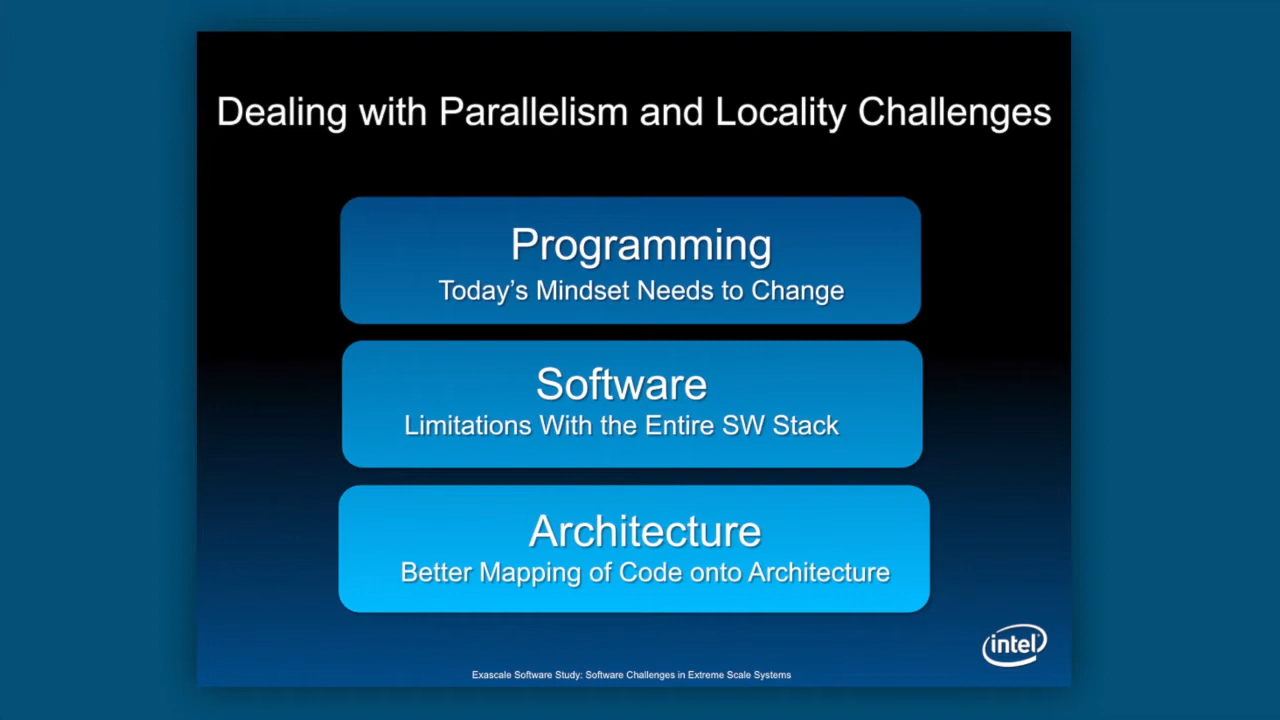 Dealing with Parallelism and Locality Challenges
Programming
Today’s Mindset Needs to Change
Software
Limitations With the Entire SW Stack
Architecture
Better Mapping of Code onto Architecture
intel
Exascale Software Study: Software Challenges in Extreme Scale Systems